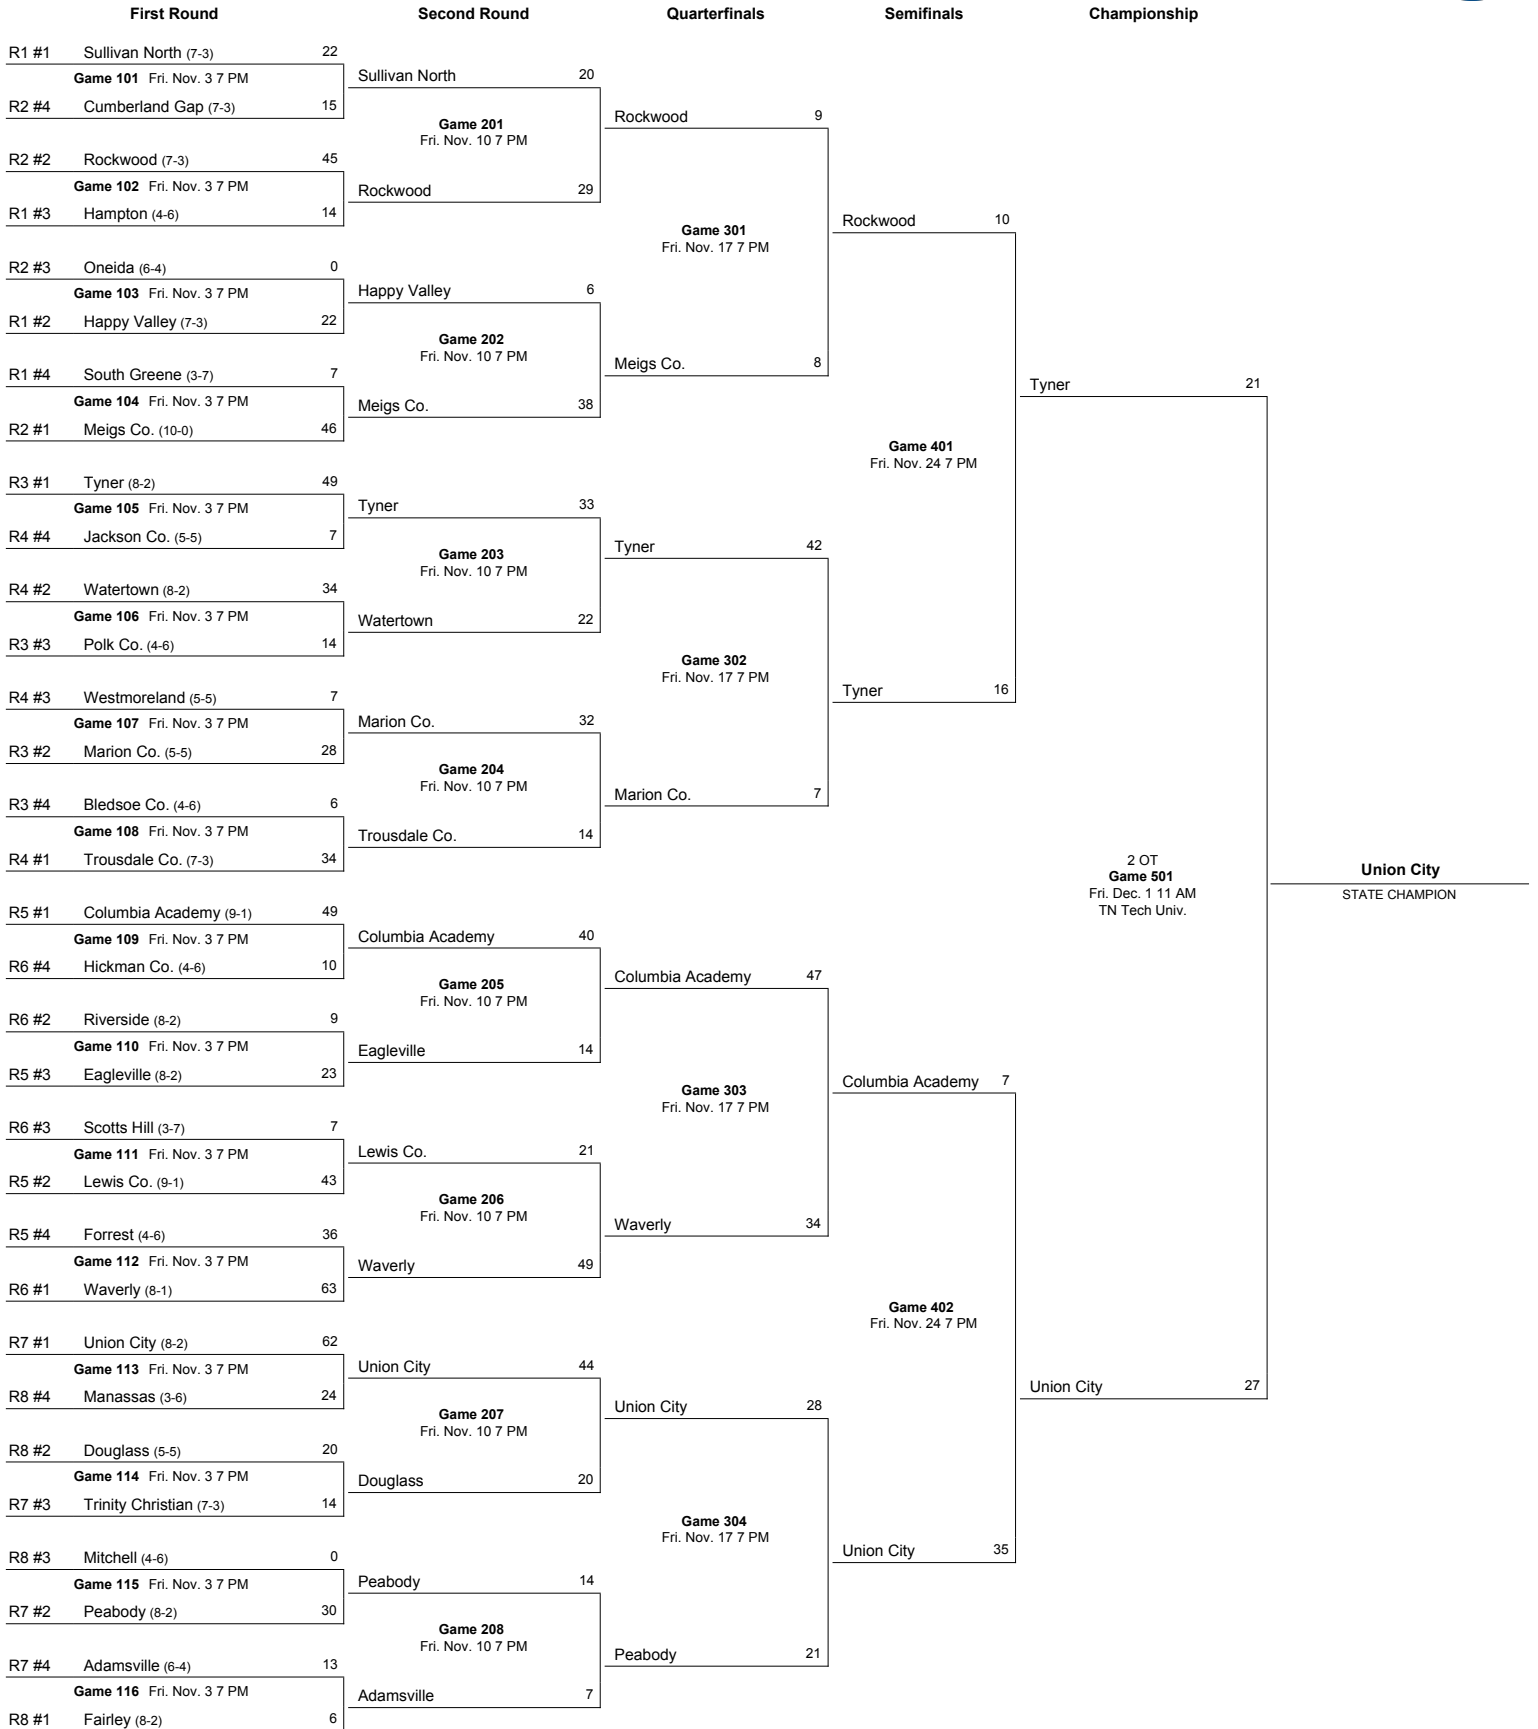 First Round
Second Round
Quarterfinals
Semifinals
Championship
R1 #1 Sullivan North (7-3) 22
Game 101 Fri. Nov. 3 7 PM
R2 #4 Cumberland Gap (7-3) 15
R2 #2 Rockwood (7-3) 45
Game 102 Fri. Nov. 3 7 PM
R1 #3 Hampton (4-6) 14
R2 #3 Oneida (6-4) 0
Game 103 Fri. Nov. 3 7 PM
R1 #2 Happy Valley (7-3) 22
R1 #4 South Greene (3-7) 7
Game 104 Fri. Nov. 3 7 PM
R2 #1 Meigs Co. (10-0) 46
R3 #1 Tyner (8-2) 49
Game 105 Fri. Nov. 3 7 PM
R4 #4 Jackson Co. (5-5) 7
R4 #2 Watertown (8-2) 34
Game 106 Fri. Nov. 3 7 PM
R3 #3 Polk Co. (4-6) 14
R4 #3 Westmoreland (5-5) 7
Game 107 Fri. Nov. 3 7 PM
R3 #2 Marion Co. (5-5) 28
R3 #4 Bledsoe Co. (4-6) 6
Game 108 Fri. Nov. 3 7 PM
R4 #1 Trousdale Co. (7-3) 34
R5 #1 Columbia Academy (9-1) 49
Game 109 Fri. Nov. 3 7 PM
R6 #4 Hickman Co. (4-6) 10
R6 #2 Riverside (8-2) 9
Game 110 Fri. Nov. 3 7 PM
R5 #3 Eagleville (8-2) 23
R6 #3 Scotts Hill (3-7) 7
Game 111 Fri. Nov. 3 7 PM
R5 #2 Lewis Co. (9-1) 43
R5 #4 Forrest (4-6) 36
Game 112 Fri. Nov. 3 7 PM
R6 #1 Waverly (8-1) 63
R7 #1 Union City (8-2) 62
Game 113 Fri. Nov. 3 7 PM
R8 #4 Manassas (3-6) 24
R8 #2 Douglass (5-5) 20
Game 114 Fri. Nov. 3 7 PM
R7 #3 Trinity Christian (7-3) 14
R8 #3 Mitchell (4-6) 0
Game 115 Fri. Nov. 3 7 PM
R7 #2 Peabody (8-2) 30
R7 #4 Adamsville (6-4) 13
Game 116 Fri. Nov. 3 7 PM
R8 #1 Fairley (8-2) 6
Sullivan North 20
Game 201
Fri. Nov. 10 7 PM
Rockwood 29
Happy Valley 6
Game 202
Fri. Nov. 10 7 PM
Meigs Co. 38
Tyner 33
Game 203
Fri. Nov. 10 7 PM
Watertown 22
Marion Co. 32
Game 204
Fri. Nov. 10 7 PM
Trousdale Co. 14
Columbia Academy 40
Game 205
Fri. Nov. 10 7 PM
Eagleville 14
Lewis Co. 21
Game 206
Fri. Nov. 10 7 PM
Waverly 49
Union City 44
Game 207
Fri. Nov. 10 7 PM
Douglass 20
Peabody 14
Game 208
Fri. Nov. 10 7 PM
Adamsville 7
Rockwood 9
Game 301
Fri. Nov. 17 7 PM
Meigs Co. 8
Tyner 42
Game 302
Fri. Nov. 17 7 PM
Marion Co. 7
Columbia Academy 47
Game 303
Fri. Nov. 17 7 PM
Waverly 34
Union City 28
Game 304
Fri. Nov. 17 7 PM
Peabody 21
Rockwood 10
Game 401
Fri. Nov. 24 7 PM
Tyner 16
Columbia Academy 7
Game 402
Fri. Nov. 24 7 PM
Union City 35
Tyner 21
2 OT
Game 501
Fri. Dec. 1 11 AM
TN Tech Univ.
Union City 27
Union City
STATE CHAMPION